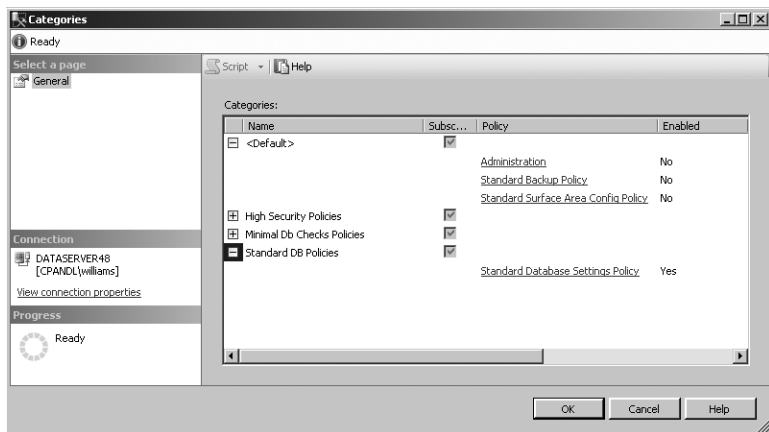 Categories
Ready
Select a page
General
Script
Help
Categories:
Name Subsc... Policy Enabled
<Default>
Administration No
Standard Backup Policy No
Standard Surface Area Config Policy No
High Security Policies
Minimal Db Checks Policies
Standard DB Policies
Standard Database Settings Policy Yes
Connection
DATASERVER48
[CPANDL\williams]
View connection properties
Progress
Ready
OK Cancel Help